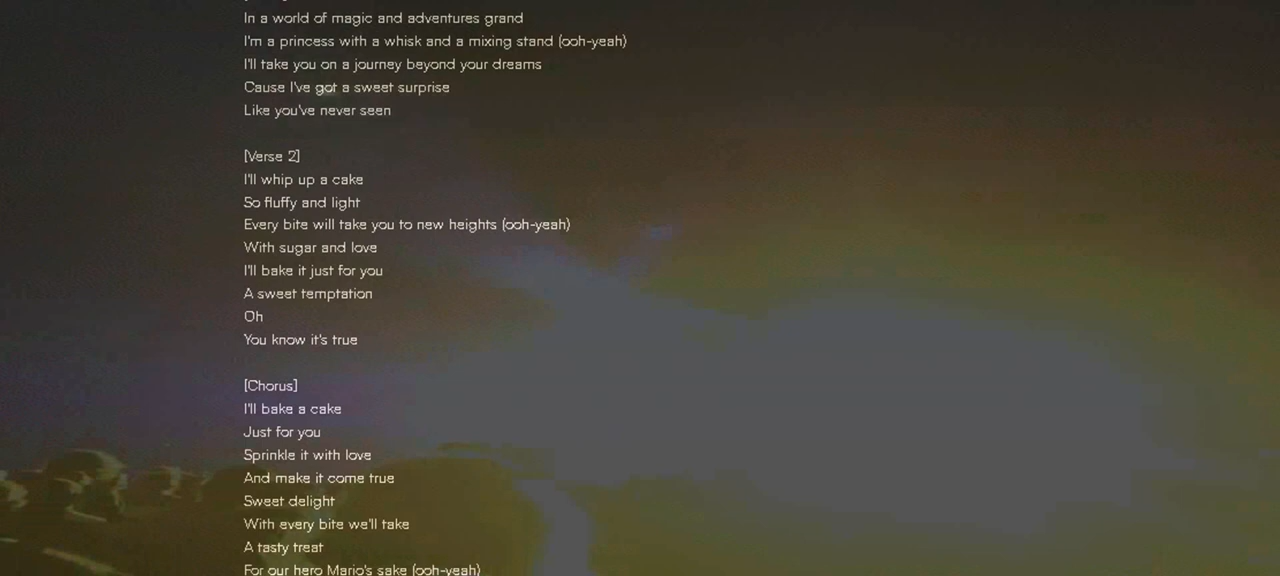 In a world of magic and adventures grand
I'm a princess with a whisk and a mixing stand (ooh-yeah)
I'll take you on a journey beyond your dreams
Cause I've got a sweet surprise
Like you've never seen
[Verse 2]
I'll whip up a cake
So fluffy and light
Every bite will take you to new heights (ooh-yeah)
With sugar and love
I'll bake it just for you
A sweet temptation
Oh
You know it's true
[Chorus]
I'll bake a cake
Just for you
Sprinkle it with love
And make it come true
Sweet delight
With every bite we'll take
A tasty treat
For our hero Mario's sake (ooh-yeah)